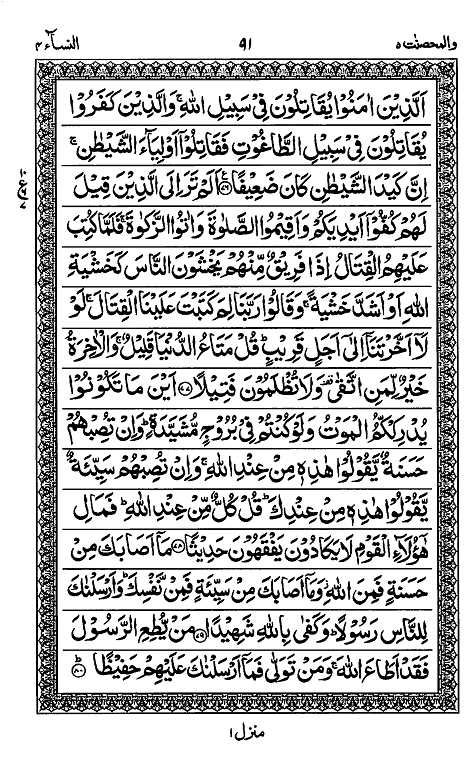 والمحصنٰت ٥ ٩١ النسآء ٤
اَلَّذِيْنَ اٰمَنُوْا يُقَاتِلُوْنَ فِيْ سَبِيْلِ اللّٰهِ ۚ وَالَّذِيْنَ كَفَرُوْا
يُقَاتِلُوْنَ فِيْ سَبِيْلِ الطَّاغُوْتِ فَقَاتِلُوْٓا اَوْلِيَآءَ الشَّيْطٰنِ ۚ
اِنَّ كَيْدَ الشَّيْطٰنِ كَانَ ضَعِيْفًا ﴿٧٦﴾ اَلَمْ تَرَ اِلَى الَّذِيْنَ قِيْلَ
لَهُمْ كُفُّوْٓا اَيْدِيَكُمْ وَاَقِيْمُوا الصَّلٰوةَ وَاٰتُوا الزَّكٰوةَ ۚ فَلَمَّا كُتِبَ
عَلَيْهِمُ الْقِتَالُ اِذَا فَرِيْقٌ مِّنْهُمْ يَخْشَوْنَ النَّاسَ كَخَشْيَةِ
اللّٰهِ اَوْ اَشَدَّ خَشْيَةً ۚ وَقَالُوْا رَبَّنَا لِمَ كَتَبْتَ عَلَيْنَا الْقِتَالَ ۚ لَوْ
لَآ اَخَّرْتَنَآ اِلٰٓى اَجَلٍ قَرِيْبٍ ؕ قُلْ مَتَاعُ الدُّنْيَا قَلِيْلٌ ۚ وَالْاٰخِرَةُ
خَيْرٌ لِّمَنِ اتَّقٰى ۫ وَلَا تُظْلَمُوْنَ فَتِيْلًا ﴿٧٧﴾ اَيْنَ مَا تَكُوْنُوْا
يُدْرِكْكُّمُ الْمَوْتُ وَلَوْ كُنْتُمْ فِيْ بُرُوْجٍ مُّشَيَّدَةٍ ؕ وَاِنْ تُصِبْهُمْ
حَسَنَةٌ يَّقُوْلُوْا هٰذِهٖ مِنْ عِنْدِ اللّٰهِ ۚ وَاِنْ تُصِبْهُمْ سَيِّئَةٌ
يَّقُوْلُوْا هٰذِهٖ مِنْ عِنْدِكَ ؕ قُلْ كُلٌّ مِّنْ عِنْدِ اللّٰهِ ؕ فَمَالِ
هٰٓؤُلَآءِ الْقَوْمِ لَا يَكَادُوْنَ يَفْقَهُوْنَ حَدِيْثًا ﴿٧٨﴾ مَآ اَصَابَكَ مِنْ
حَسَنَةٍ فَمِنَ اللّٰهِ ۫ وَمَآ اَصَابَكَ مِنْ سَيِّئَةٍ فَمِنْ نَّفْسِكَ ؕ وَاَرْسَلْنٰكَ
لِلنَّاسِ رَسُوْلًا ؕ وَكَفٰى بِاللّٰهِ شَهِيْدًا ﴿٧٩﴾ مَنْ يُّطِعِ الرَّسُوْلَ
فَقَدْ اَطَاعَ اللّٰهَ ۚ وَمَنْ تَوَلّٰى فَمَآ اَرْسَلْنٰكَ عَلَيْهِمْ حَفِيْظًا ﴿٨٠﴾
منزل ١